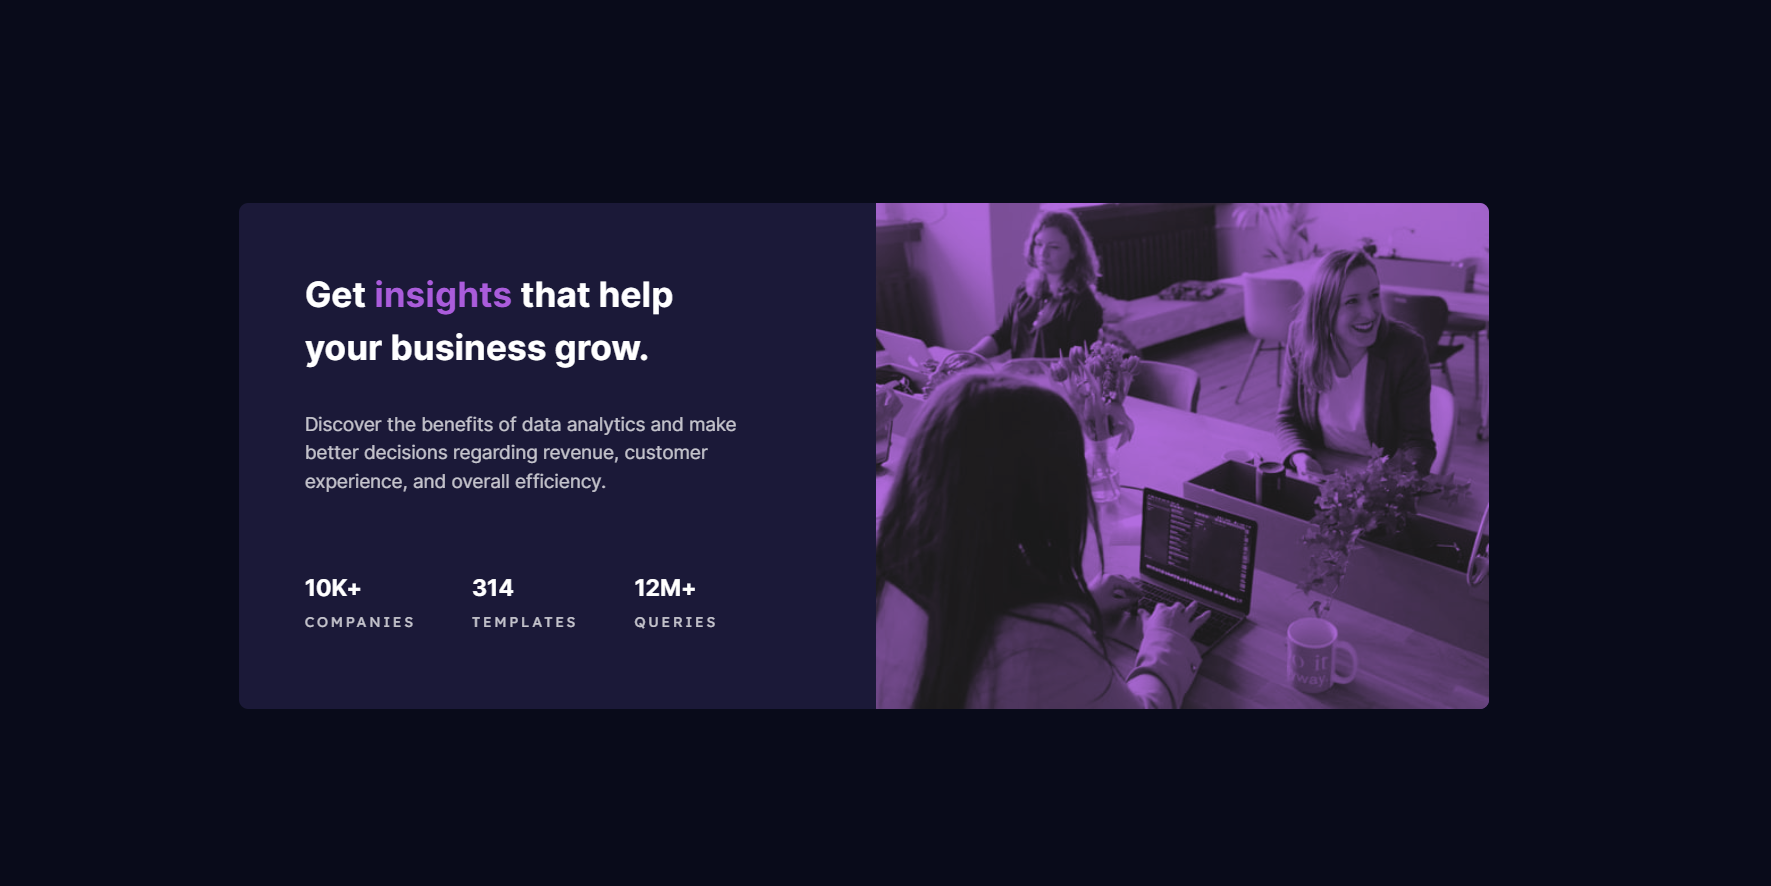 Get insights that help
your business grow.
Discover the benefits of data analytics and make
better decisions regarding revenue, customer
experience, and overall efficiency.
10K+ 314 12M+
COMPANIES TEMPLATES QUERIES